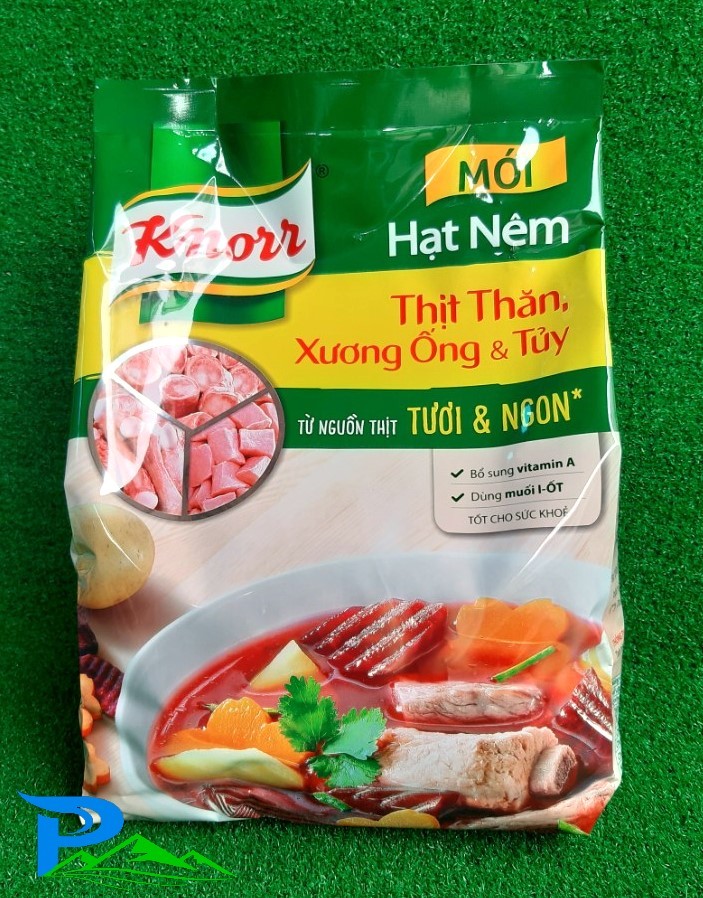 Knorr
®
MỚI
Hạt Nêm
Thịt Thăn,
Xương Ống & Tủy
TỪ NGUỒN THỊT TƯƠI & NGON*
Bổ sung vitamin A
Dùng muối I-ỐT
TỐT CHO SỨC KHOẺ
P